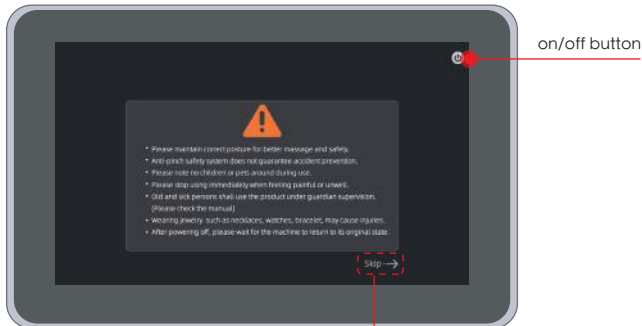 on/off button
• Please maintain correct posture for better massage and safety.
• Anti-pinch safety system does not guarantee accident prevention.
• Please note no children or pets around during use.
• Please stop using immediately when feeling painful or unwell.
• Old and sick persons shall use the product under guardian supervision.
(Please check the manual)
• Wearing jewelry, such as necklaces, watches, bracelet, may cause injuries.
• After powering off, please wait for the machine to return to its original state.
Skip